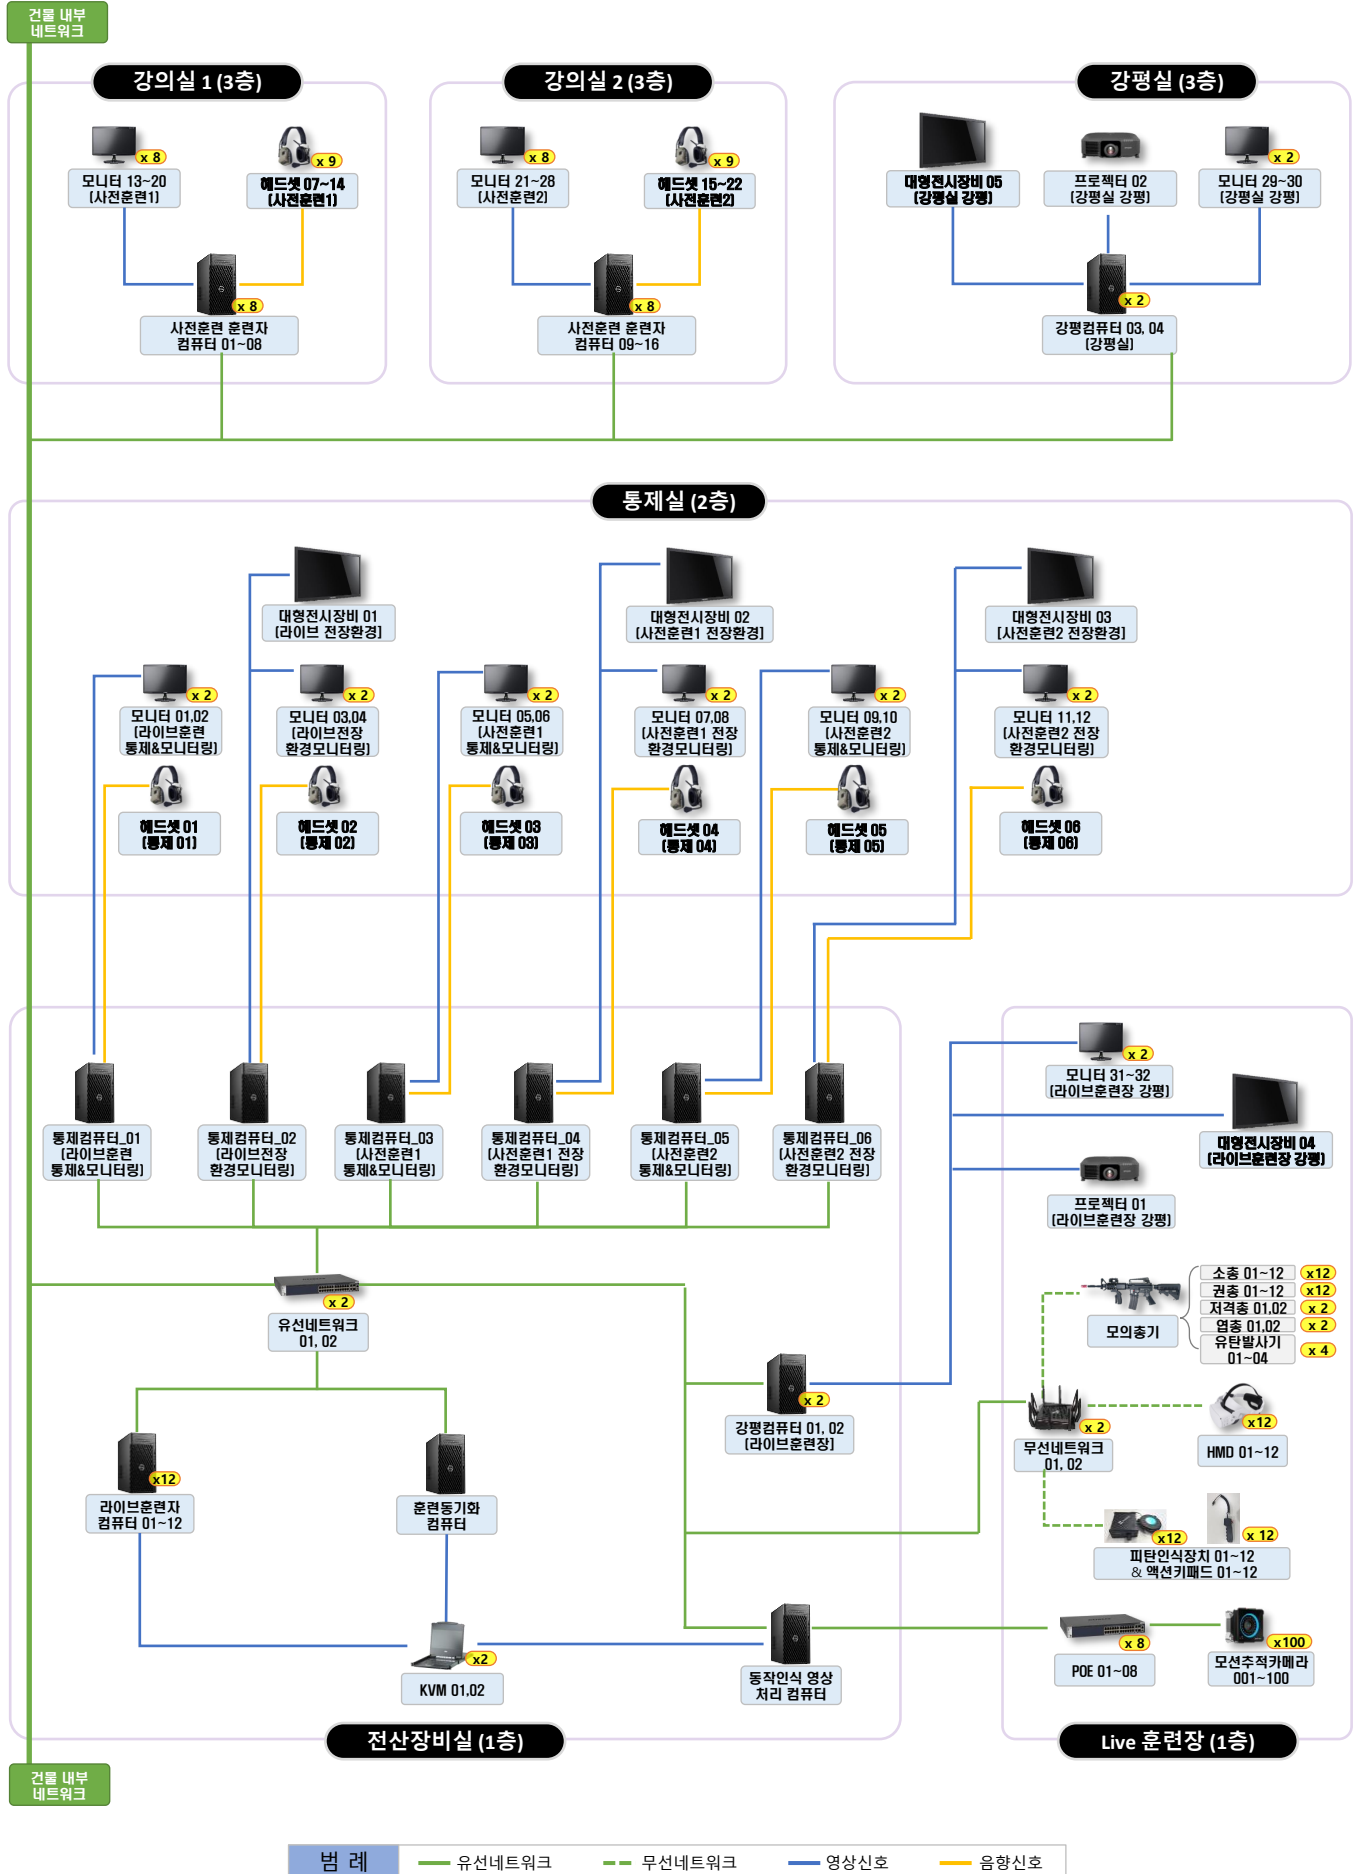 건물 내부
네트워크
강의실 1 (3층)
강의실 2 (3층)
강평실 (3층)
x 8
모니터 13~20
(사전훈련1)
x 9
헤드셋 07~14
(사전훈련1)
x 8
사전훈련 훈련자
컴퓨터 01~08
x 8
모니터 21~28
(사전훈련2)
x 9
헤드셋 15~22
(사전훈련2)
x 8
사전훈련 훈련자
컴퓨터 09~16
대형전시장비 05
(강평실 강평)
프로젝터 02
(강평실 강평)
x 2
모니터 29~30
(강평실 강평)
x 2
강평컴퓨터 03, 04
(강평실)
통제실 (2층)
대형전시장비 01
(라이브 전장환경)
대형전시장비 02
(사전훈련1 전장환경)
대형전시장비 03
(사전훈련2 전장환경)
x 2
모니터 01,02
(라이브훈련
통제&모니터링)
x 2
모니터 03,04
(라이브전장
환경모니터링)
x 2
모니터 05,06
(사전훈련1
통제&모니터링)
x 2
모니터 07,08
(사전훈련1 전장
환경모니터링)
x 2
모니터 09,10
(사전훈련2
통제&모니터링)
x 2
모니터 11,12
(사전훈련2 전장
환경모니터링)
헤드셋 01
(통제 01)
헤드셋 02
(통제 02)
헤드셋 03
(통제 03)
헤드셋 04
(통제 04)
헤드셋 05
(통제 05)
헤드셋 06
(통제 06)
통제컴퓨터_01
(라이브훈련
통제&모니터링)
통제컴퓨터_02
(라이브전장
환경모니터링)
통제컴퓨터_03
(사전훈련1
통제&모니터링)
통제컴퓨터_04
(사전훈련1 전장
환경모니터링)
통제컴퓨터_05
(사전훈련2
통제&모니터링)
통제컴퓨터_06
(사전훈련2 전장
환경모니터링)
x 2
유선네트워크
01, 02
x 2
강평컴퓨터 01, 02
(라이브훈련장)
x12
라이브훈련자
컴퓨터 01~12
훈련동기화
컴퓨터
x2
KVM 01,02
동작인식 영상
처리 컴퓨터
전산장비실 (1층)
x 2
모니터 31~32
(라이브훈련장 강평)
대형전시장비 04
(라이브훈련장 강평)
프로젝터 01
(라이브훈련장 강평)
모의총기
소총 01~12
x12
권총 01~12
x12
저격총 01,02
x 2
엽총 01,02
x 2
유탄발사기
01~04
x 4
x 2
무선네트워크
01, 02
x12
HMD 01~12
x12
x 12
피탄인식장치 01~12
& 액션키패드 01~12
x 8
POE 01~08
x100
모션추적카메라
001~100
Live 훈련장 (1층)
건물 내부
네트워크
범 례
유선네트워크
무선네트워크
영상신호
음향신호